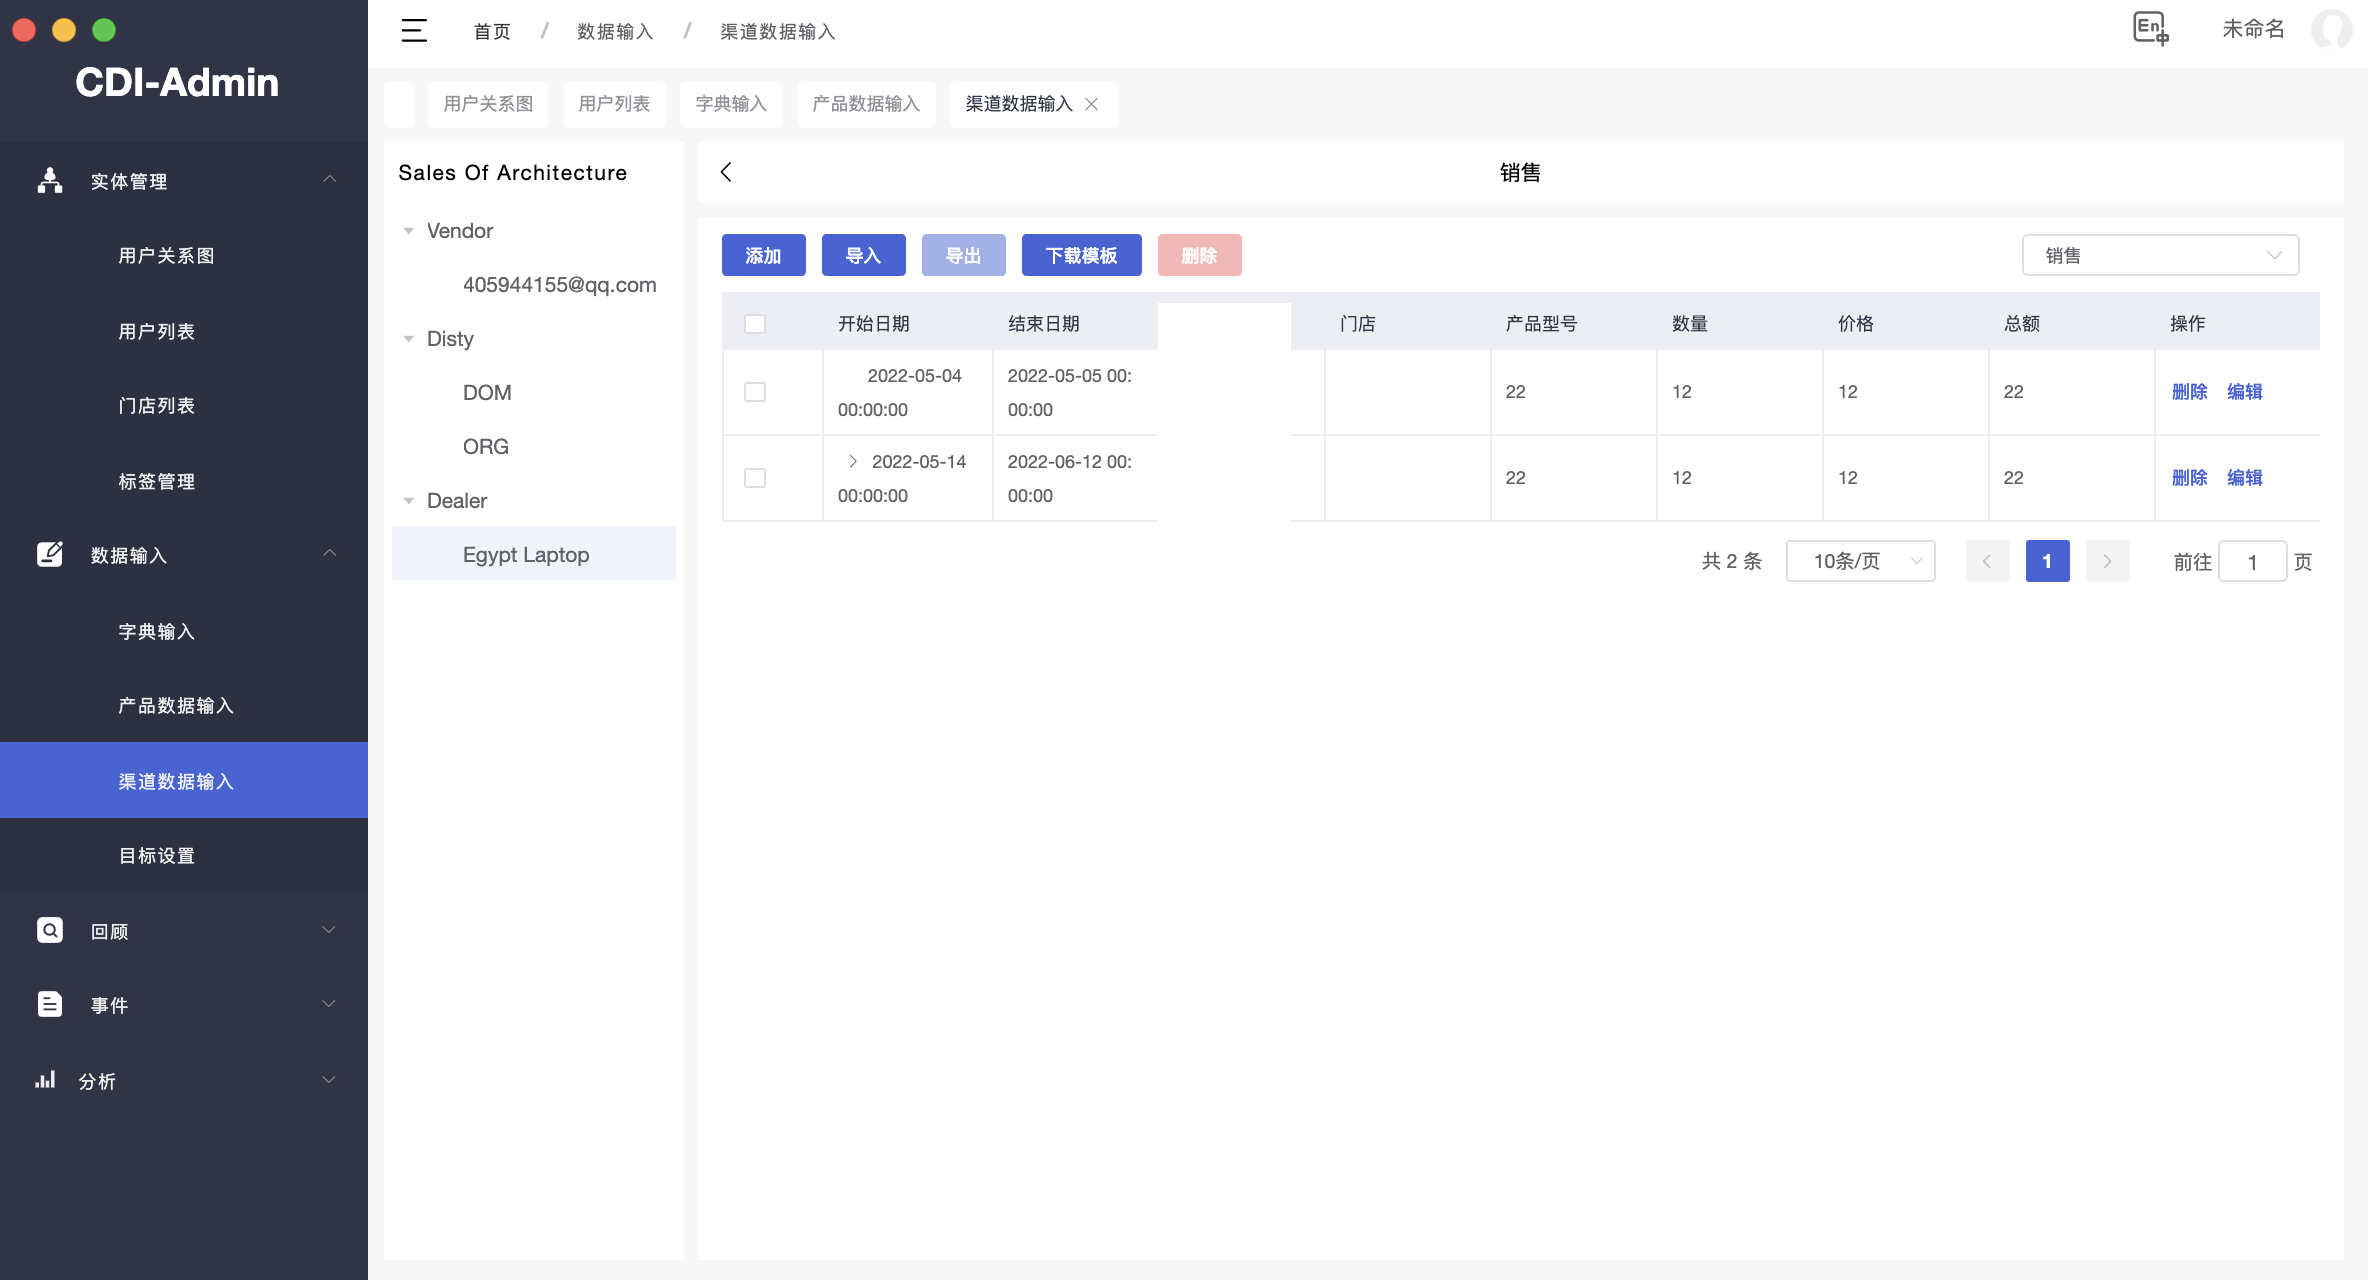 CDI-Admin
实体管理
用户关系图
用户列表
门店列表
标签管理
数据输入
字典输入
产品数据输入
渠道数据输入
目标设置
回顾
事件
分析
首页 / 数据输入 / 渠道数据输入
En 中 未命名
用户关系图 用户列表 字典输入 产品数据输入 渠道数据输入
Sales Of Architecture
Vendor
405944155@qq.com
Disty
DOM
ORG
Dealer
Egypt Laptop
销售
添加 导入 导出 下载模板 删除 销售
开始日期 结束日期 门店 产品型号 数量 价格 总额 操作
2022-05-04 00:00:00 2022-05-05 00:00:00 22 12 12 22 删除 编辑
2022-05-14 00:00:00 2022-06-12 00:00:00 22 12 12 22 删除 编辑
共 2 条 10条/页 1 前往 1 页